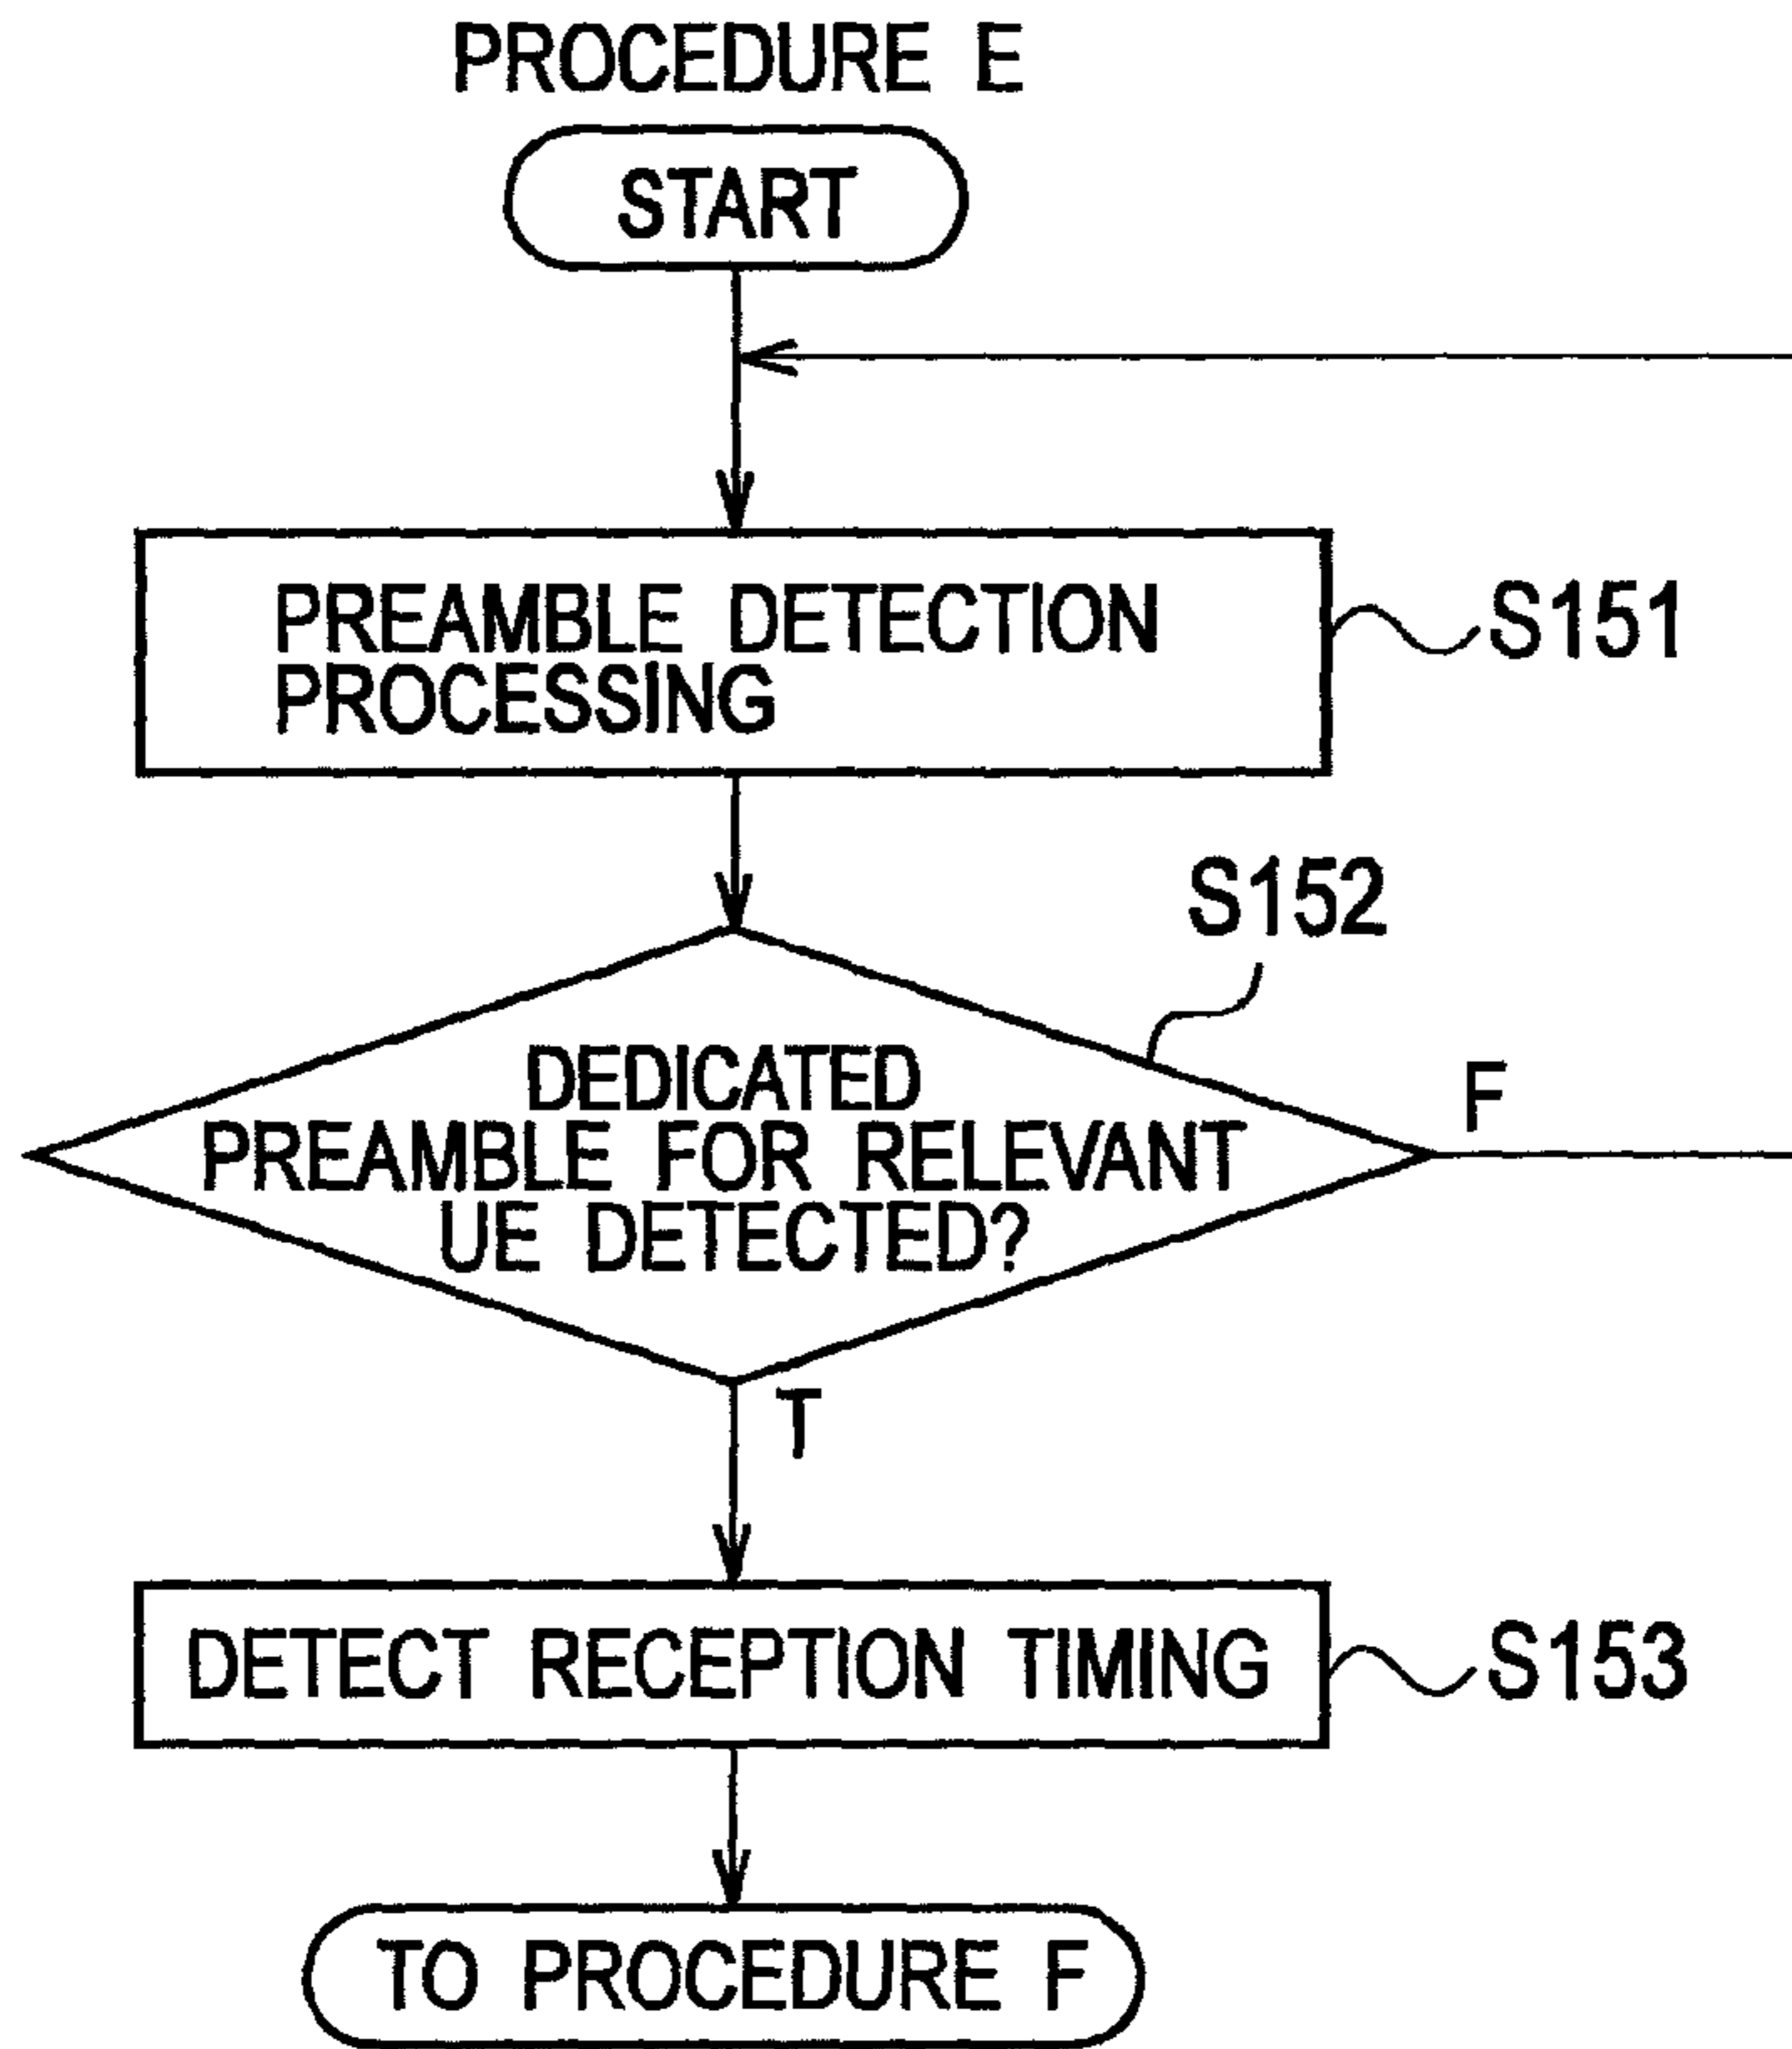 PROCEDURE E
START
PREAMBLE DETECTION
PROCESSING
S151
S152
DEDICATED
PREAMBLE FOR RELEVANT
UE DETECTED?
F
T
DETECT RECEPTION TIMING
S153
TO PROCEDURE F